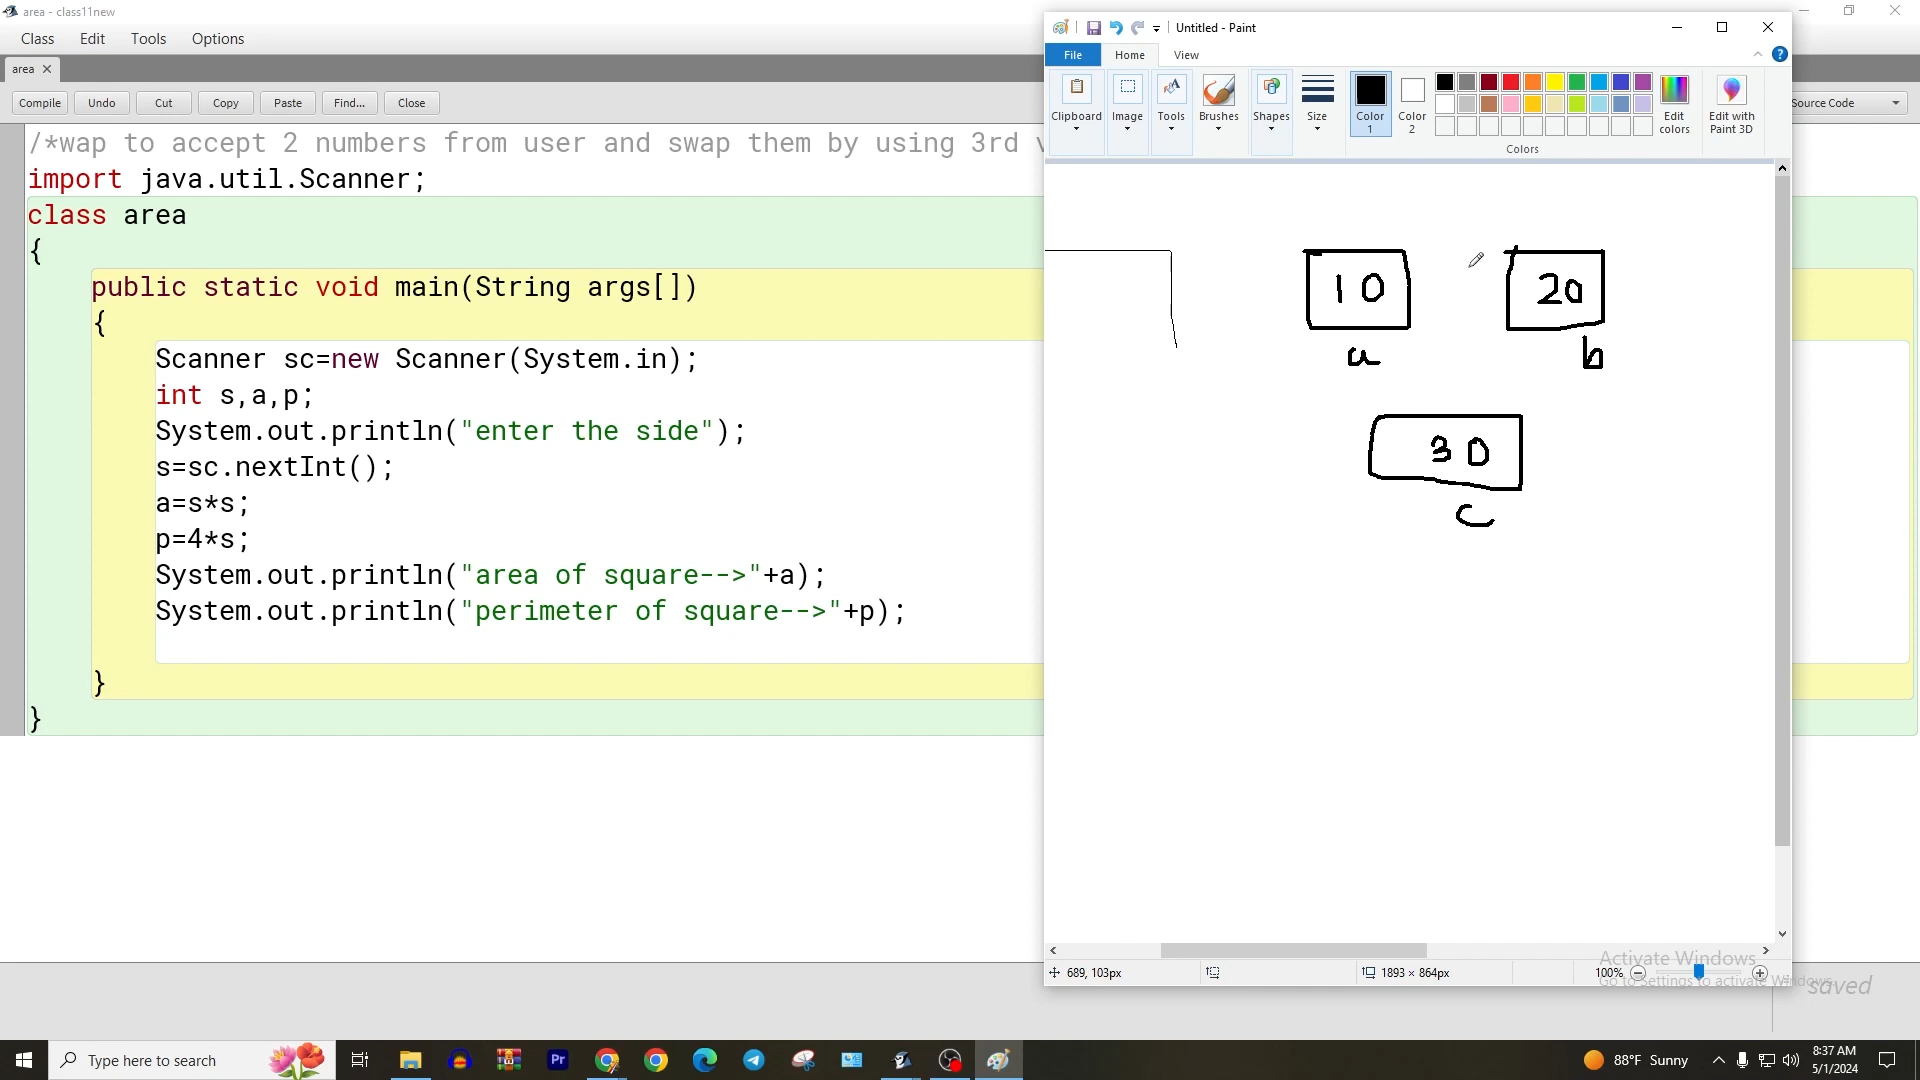 area - class11new
Class Edit Tools Options
area
Compile Undo Cut Copy Paste Find... Close Source Code
/*wap to accept 2 numbers from user and swap them by using 3rd v
import java.util.Scanner;
class area
{
public static void main(String args[])
{
Scanner sc=new Scanner(System.in);
int s,a,p;
System.out.println("enter the side");
s=sc.nextInt();
a=s*s;
p=4*s;
System.out.println("area of square-->"+a);
System.out.println("perimeter of square-->"+p);
}
}
saved
Untitled - Paint
File Home View
Clipboard Image Tools Brushes Shapes Size Color 1 Color 2 Edit colors Edit with Paint 3D
Colors
10 20
a b
30
c
689, 103px 1893 × 864px 100%
Activate Windows
Go to Settings to activate Windows.
Type here to search
Pr
88°F Sunny
8:37 AM
5/1/2024